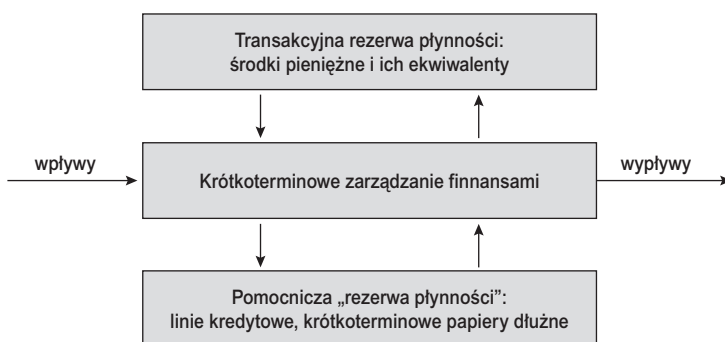 Transakcyjna rezerwa płynności:
środki pieniężne i ich ekwiwalenty
wpływy
Krótkoterminowe zarządzanie finnansami
wypływy
Pomocnicza „rezerwa płynności”:
linie kredytowe, krótkoterminowe papiery dłużne